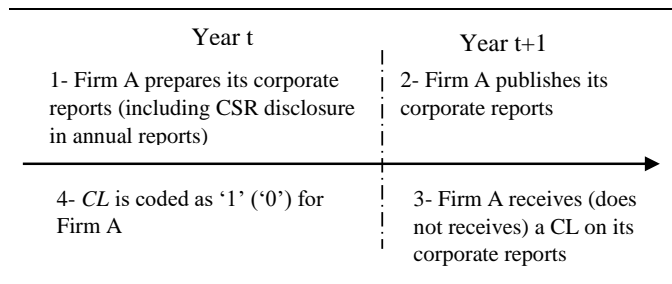 Year t
Year t+1
1- Firm A prepares its corporate
reports (including CSR disclosure
in annual reports)
2- Firm A publishes its
corporate reports
4- CL is coded as ‘1’ (‘0’) for
Firm A
3- Firm A receives (does
not receives) a CL on its
corporate reports